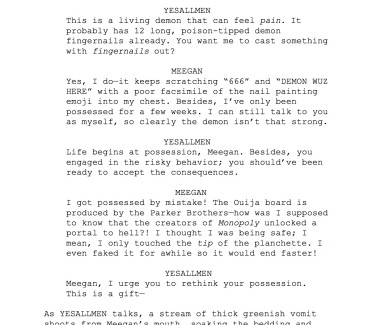 YESALLMEN
This is a living demon that can feel pain. It
probably has 12 long, poison-tipped demon
fingernails already. You want me to cast something
with fingernails out?
MEEGAN
Yes, I do—it keeps scratching “666” and “DEMON WUZ
HERE” with a poor facsimile of the nail painting
emoji into my chest. Besides, I’ve only been
possessed for a few weeks. I can still talk to you
as myself, so clearly the demon isn’t that strong.
YESALLMEN
Life begins at possession, Meegan. Besides, you
engaged in the risky behavior; you should’ve been
ready to accept the consequences.
MEEGAN
I got possessed by mistake! The Ouija board is
produced by the Parker Brothers—how was I supposed
to know that the creators of Monopoly unlocked a
portal to hell?! I thought I was being safe; I
mean, I only touched the tip of the planchette. I
even faked it for awhile so it would end faster!
YESALLMEN
Meegan, I urge you to rethink your possession.
This is a gift—
As YESALLMEN talks, a stream of thick greenish vomit
shoots from Meegan’s mouth, soaking the bedding and